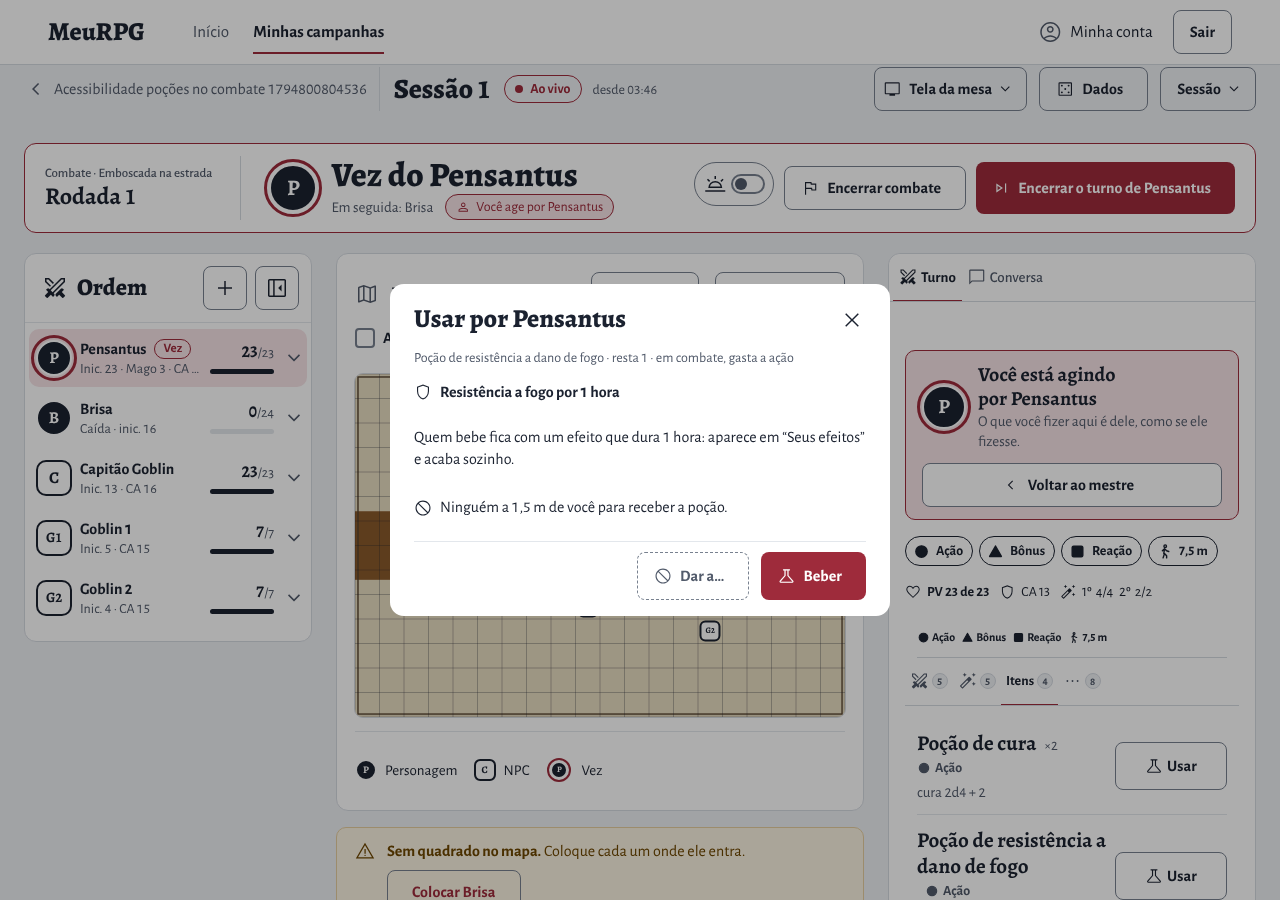 MeuRPG
Início
Minhas campanhas
Minha conta
Sair
Acessibilidade poções no combate 1794800804536
Sessão 1
Ao vivo
desde 03:46
Tela da mesa
Dados
Sessão
Combate · Emboscada na estrada
Rodada 1
P
Vez do Pensantus
Em seguida: Brisa
Você age por Pensantus
Encerrar combate
Encerrar o turno de Pensantus
Ordem
P
Pensantus
Vez
23/23
Inic. 23 · Mago 3 · CA ...
B
Brisa
0/24
Caída · inic. 16
C
Capitão Goblin
23/23
Inic. 13 · CA 16
G1
Goblin 1
7/7
Inic. 5 · CA 15
G2
Goblin 2
7/7
Inic. 4 · CA 15
Usar por Pensantus
Poção de resistência a dano de fogo · resta 1 · em combate, gasta a ação
Resistência a fogo por 1 hora
Quem bebe fica com um efeito que dura 1 hora: aparece em “Seus efeitos”
e acaba sozinho.
Ninguém a 1,5 m de você para receber a poção.
Dar a...
Beber
G2
P
Personagem
C
NPC
P
Vez
Sem quadrado no mapa. Coloque cada um onde ele entra.
Colocar Brisa
Turno
Conversa
P
Você está agindo
por Pensantus
O que você fizer aqui é dele, como se ele
fizesse.
Voltar ao mestre
Ação
Bônus
Reação
7,5 m
PV 23 de 23
CA 13
1º 4/4 2º 2/2
Ação
Bônus
Reação
7,5 m
5
5
Itens 4
··· 8
Poção de cura ×2
Ação
cura 2d4 + 2
Usar
Poção de resistência a
dano de fogo
Ação
Usar